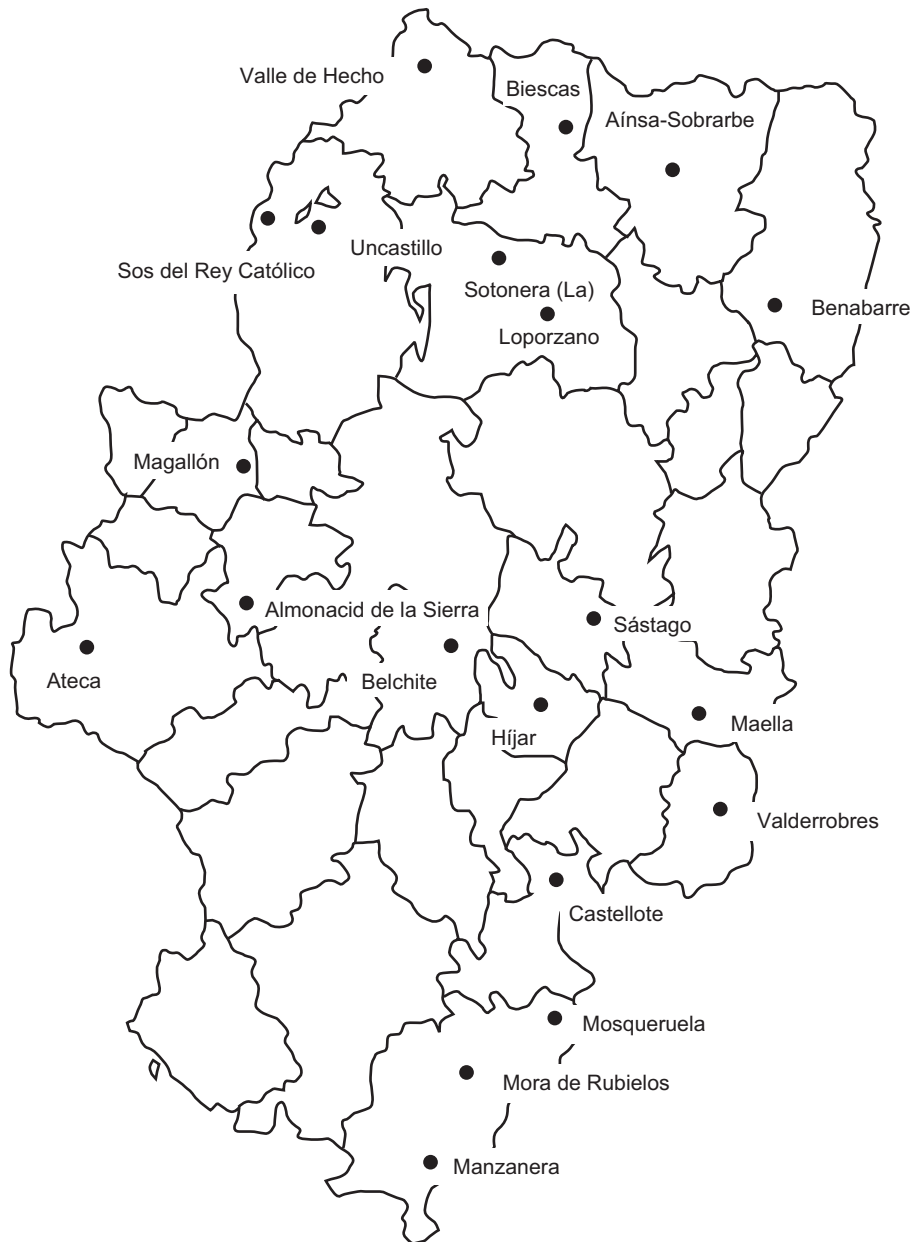 Valle de Hecho
Biescas
Aínsa-Sobrarbe
Uncastillo
Sos del Rey Católico
Sotonera (La)
Benabarre
Loporzano
Magallón
Almonacid de la Sierra
Sástago
Ateca
Belchite
Maella
Híjar
Valderrobres
Castellote
Mosqueruela
Mora de Rubielos
Manzanera